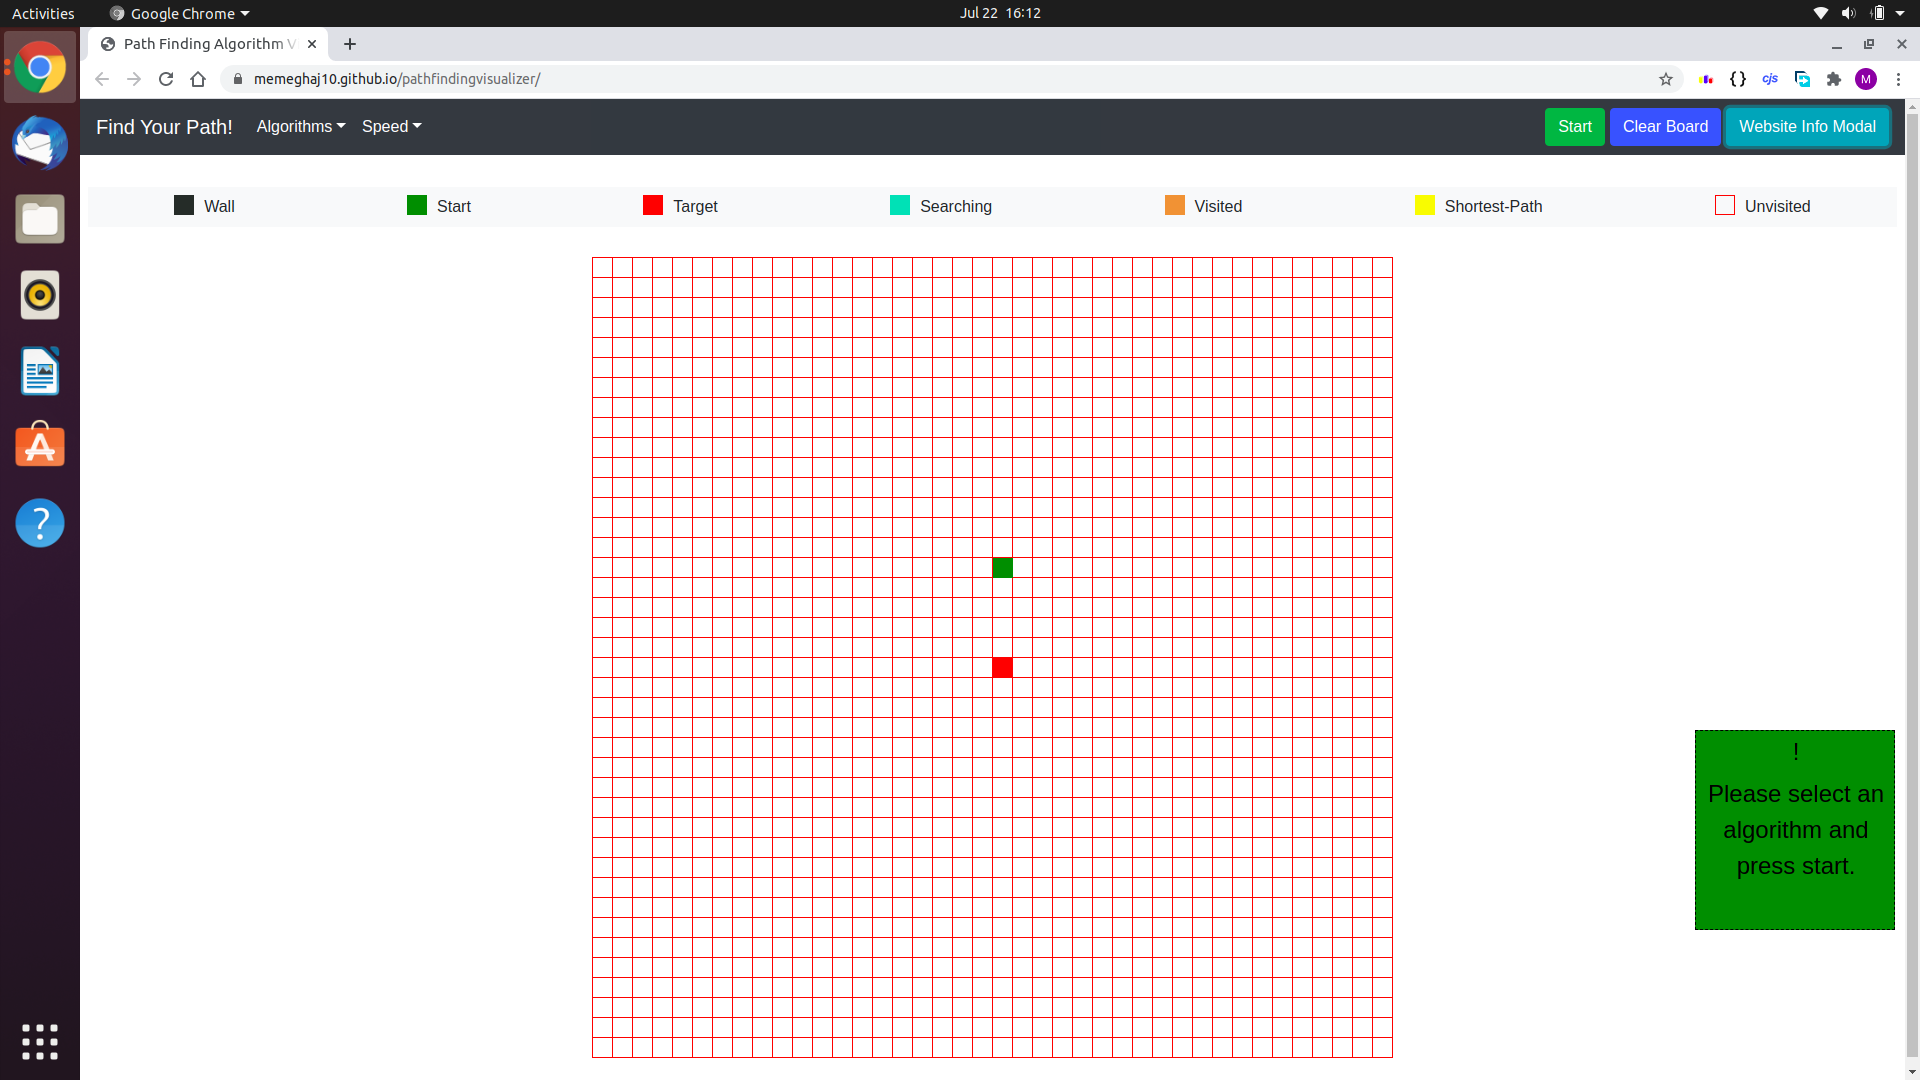 Activities
Google Chrome
Jul 22 16:12
Path Finding Algorithm V
memeghaj10.github.io/pathfindingvisualizer/
cjs
M
Find Your Path!
Algorithms
Speed
Start
Clear Board
Website Info Modal
Wall
Start
Target
Searching
Visited
Shortest-Path
Unvisited
!
Please select an
algorithm and
press start.